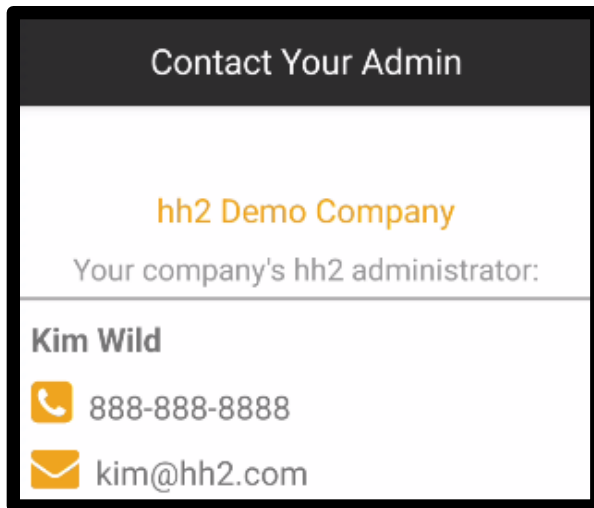 Contact Your Admin
hh2 Demo Company
Your company's hh2 administrator:
Kim Wild
888-888-8888
kim@hh2.com